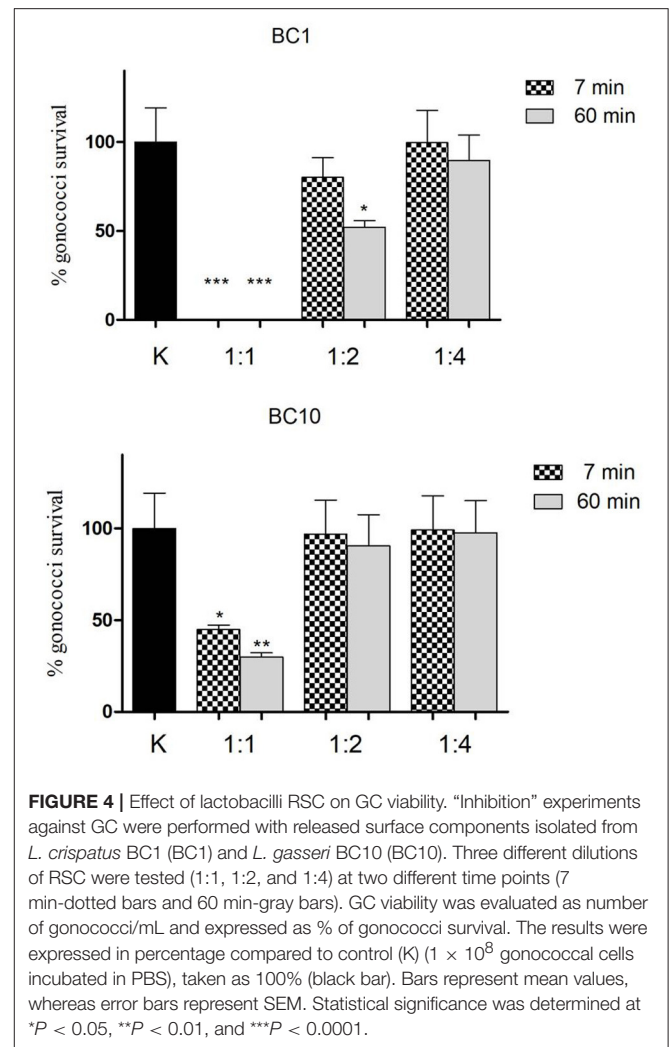 BC1
7 min
60 min
% gonococci survival
100
50
0
*** ***
*
K 1:1 1:2 1:4
BC10
7 min
60 min
% gonococci survival
100
50
0
*
**
K 1:1 1:2 1:4
FIGURE 4 | Effect of lactobacilli RSC on GC viability. “Inhibition” experiments
against GC were performed with released surface components isolated from
L. crispatus BC1 (BC1) and L. gasseri BC10 (BC10). Three different dilutions
of RSC were tested (1:1, 1:2, and 1:4) at two different time points (7
min-dotted bars and 60 min-gray bars). GC viability was evaluated as number
of gonococci/mL and expressed as % of gonococci survival. The results were
expressed in percentage compared to control (K) (1 × 10⁸ gonococcal cells
incubated in PBS), taken as 100% (black bar). Bars represent mean values,
whereas error bars represent SEM. Statistical significance was determined at
*P < 0.05, **P < 0.01, and ***P < 0.0001.